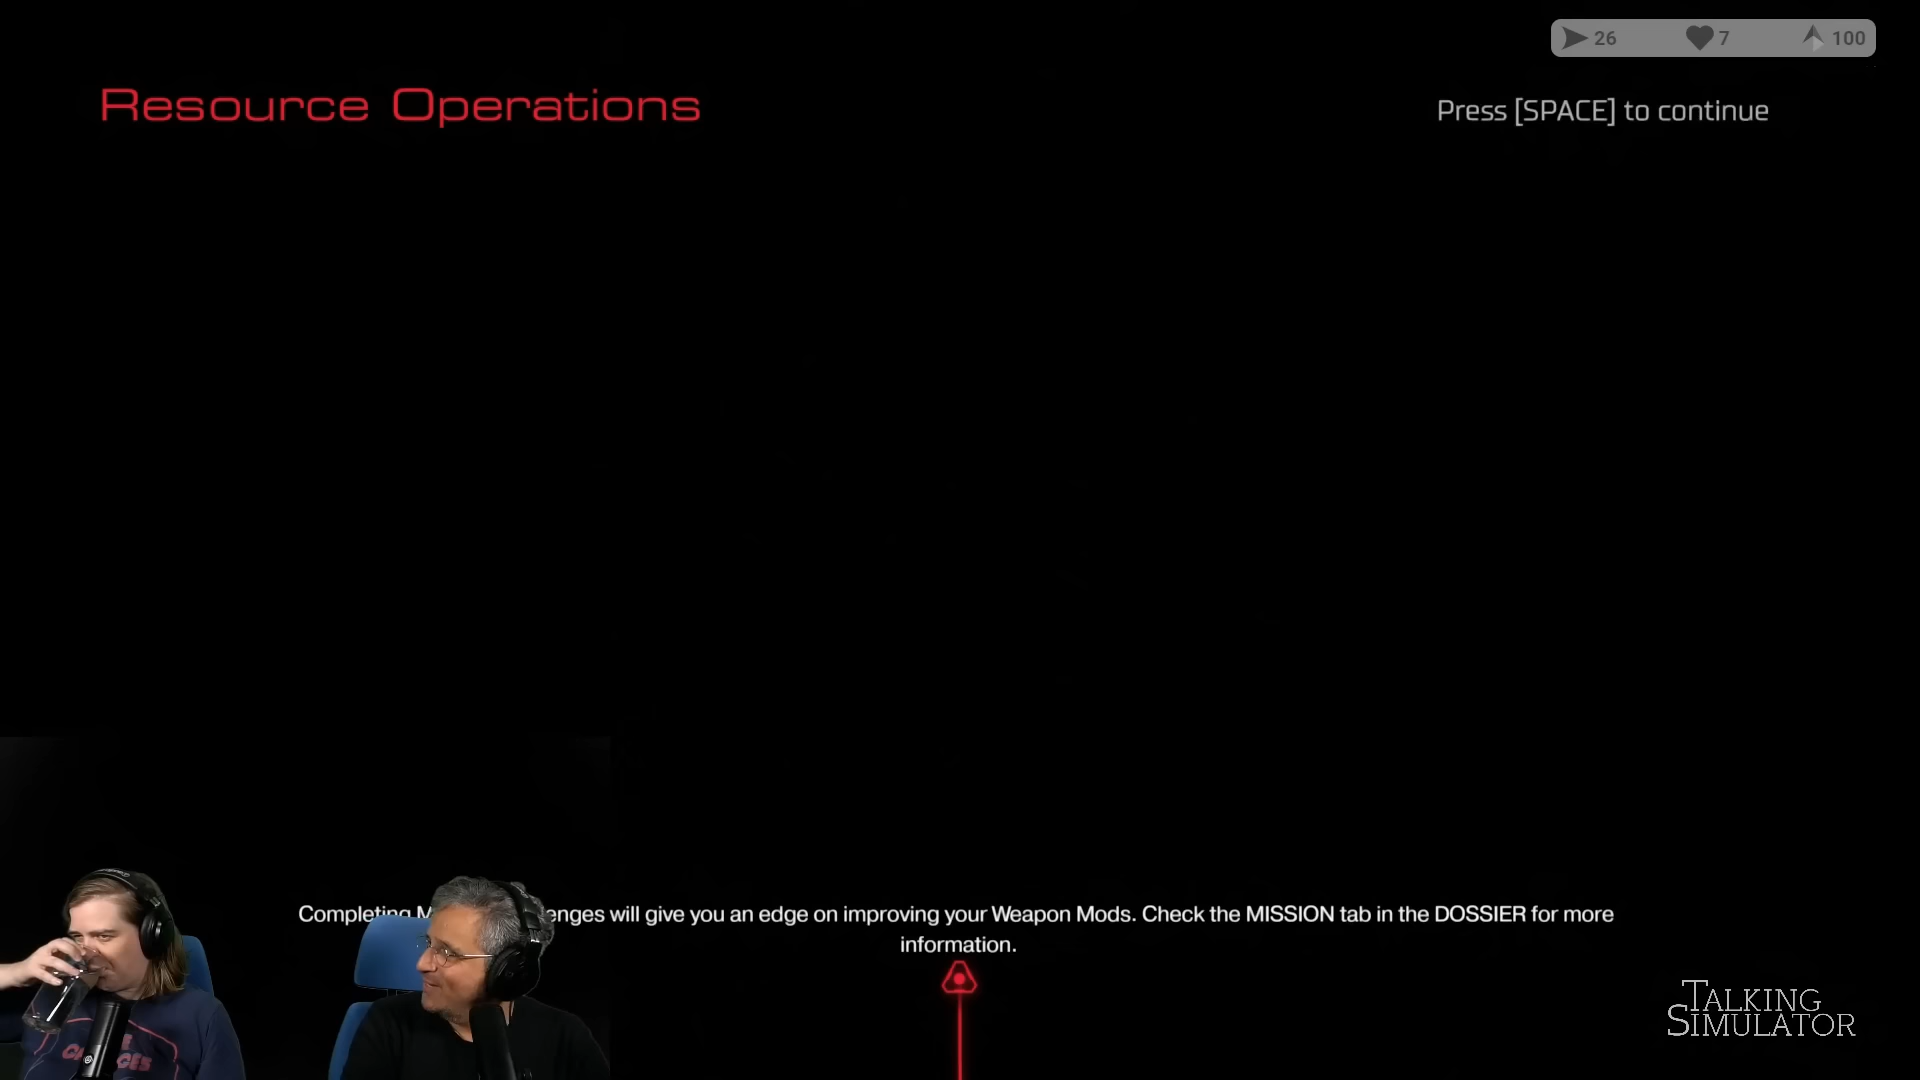 26 7 100
Resource Operations
Press [SPACE] to continue
Completing M enges will give you an edge on improving your Weapon Mods. Check the MISSION tab in the DOSSIER for more
information.
TALKING
SIMULATOR